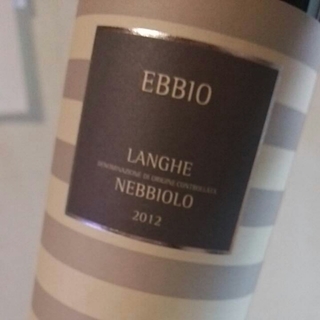 EBBIO
LANGHE
DENOMINAZIONE DI ORIGINE CONTROLLATA
NEBBIOLO
2012